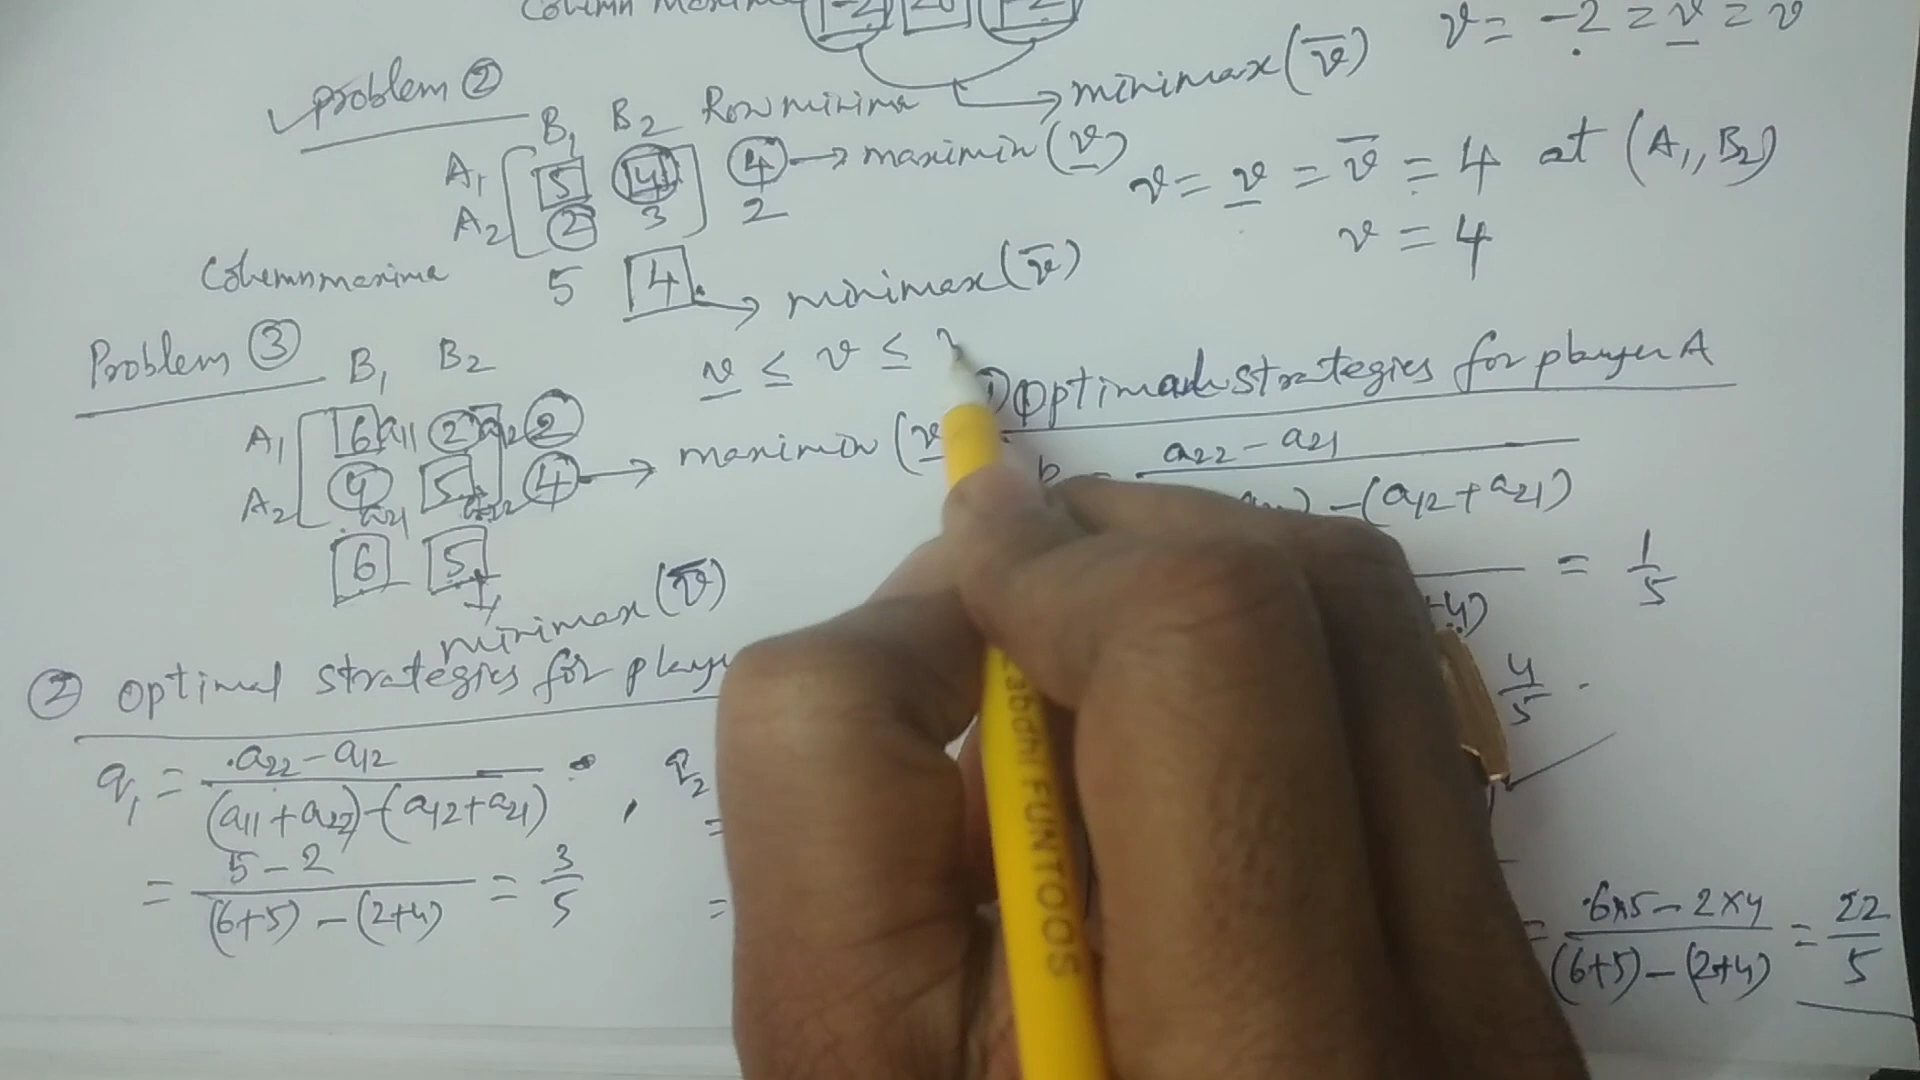 Column maxima -2 20 -2
v = -2 = v = v
Problem ②
B1 B2 Row minima → minimax (v̄)
A1 5 4 4 → maximin (v)
A2 2 3 2
v = v = v̄ = 4 at (A1, B2)
v = 4
Columnmaxima 5 4 → minimax (v̄)
Problem ③
B1 B2
v ≤ v ≤
A1 6 a11 2 a12 2
A2 4 a21 5 a22 4 → maximin (v
6 5
minimax (v̄)
① Optimal strategies for player A
a22 - a21
) - (a12 + a21)
= 1/5
+4)
4/5
② Optimal strategies for playe
q1 = a22 - a12 / (a11 + a22) - (a12 + a21) , q2
= 5 - 2 / (6+5) - (2+4) = 3/5 =
= 6×5 - 2×4 / (6+5) - (2+4) = 22/5
FUNTOOS